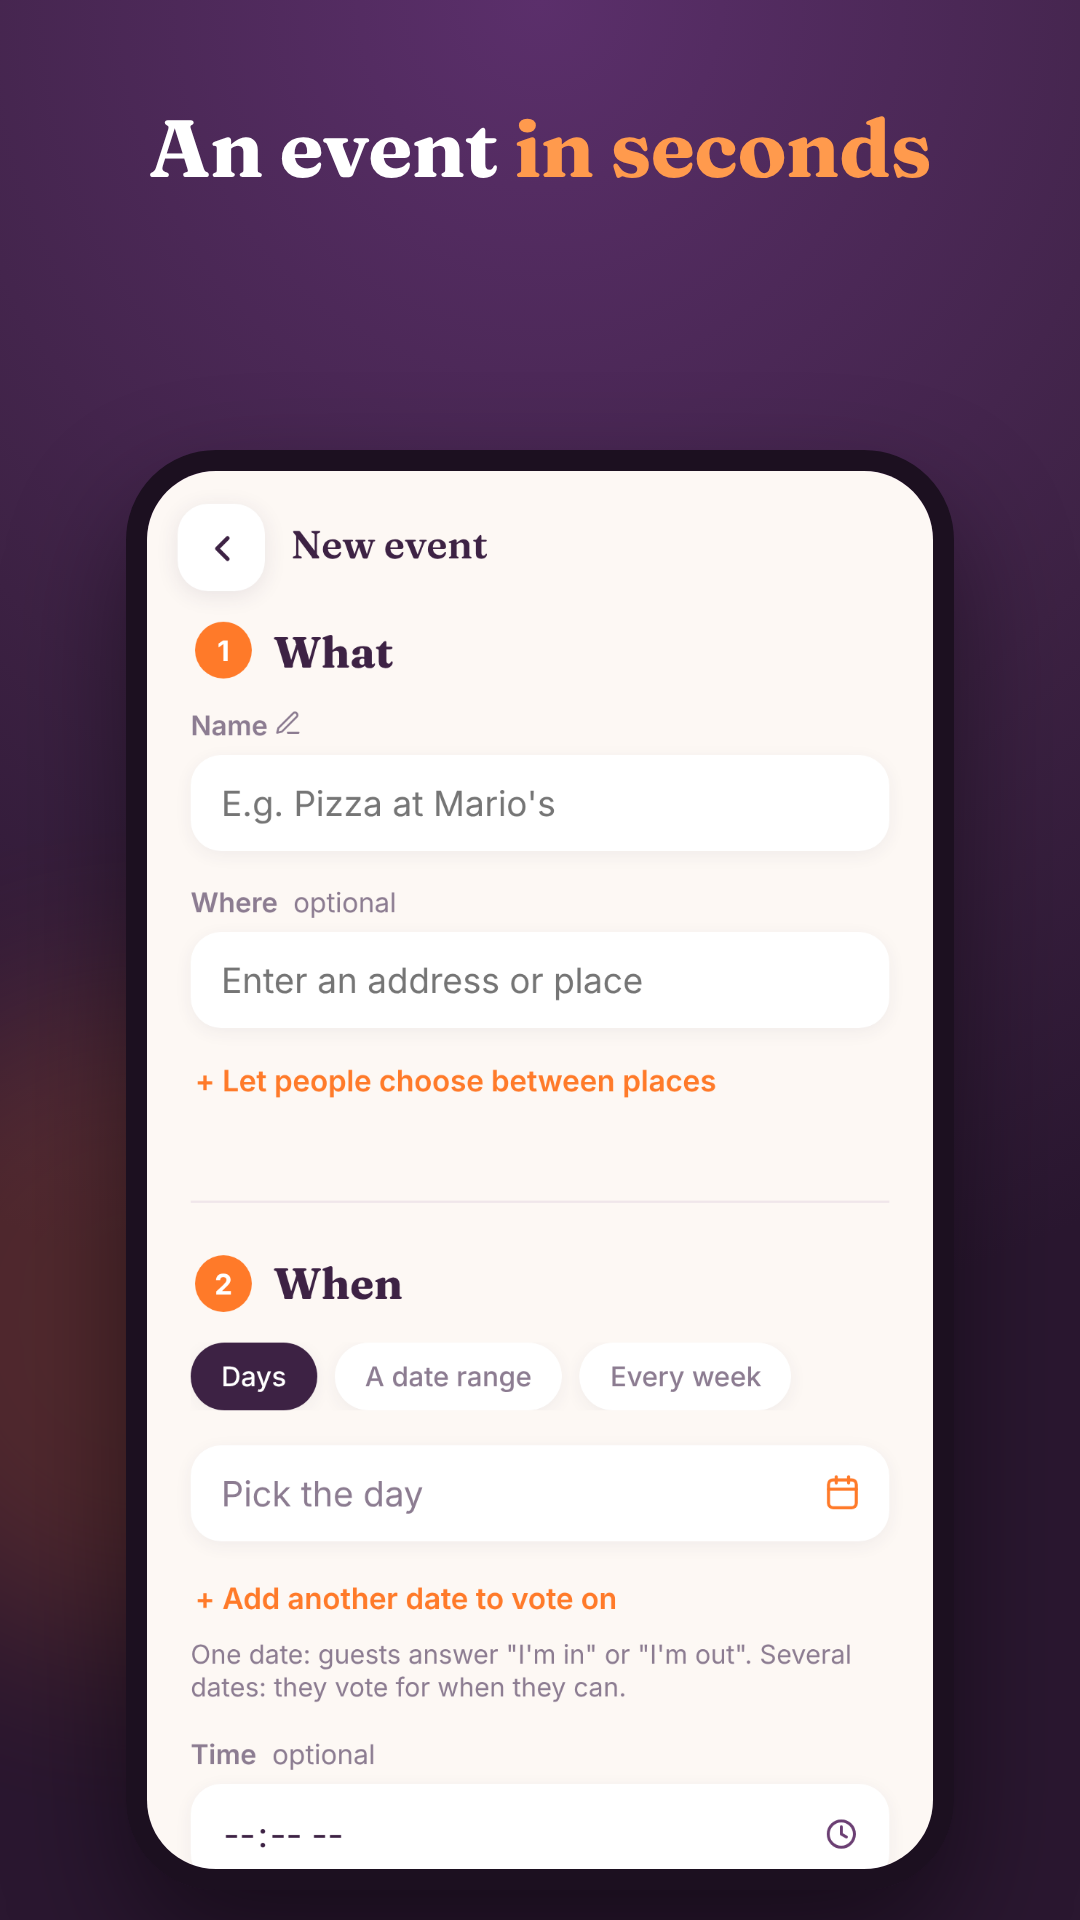 An event in seconds
New event
1 What
Name
E.g. Pizza at Mario's
Where optional
Enter an address or place
+ Let people choose between places
2 When
Days A date range Every week
Pick the day
+ Add another date to vote on
One date: guests answer "I'm in" or "I'm out". Several
dates: they vote for when they can.
Time optional
--:-- --